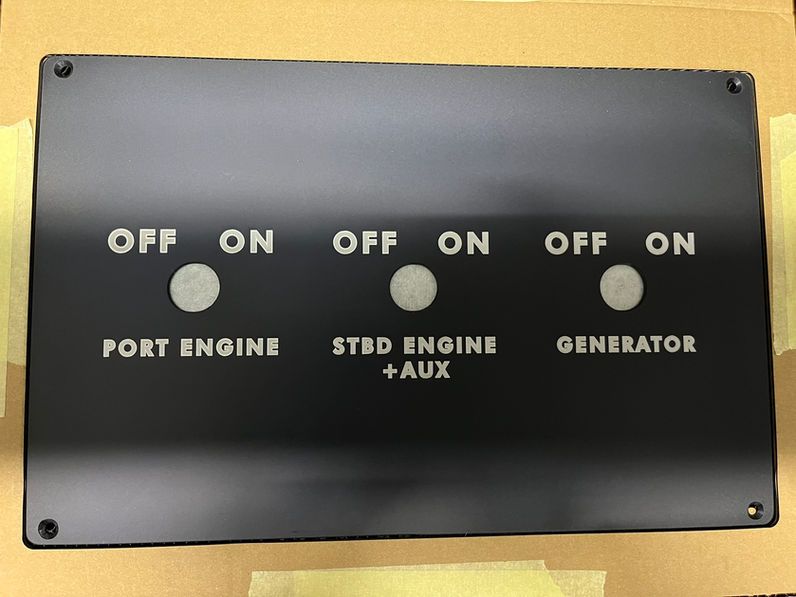 OFF ON OFF ON OFF ON
PORT ENGINE STBD ENGINE GENERATOR
+AUX